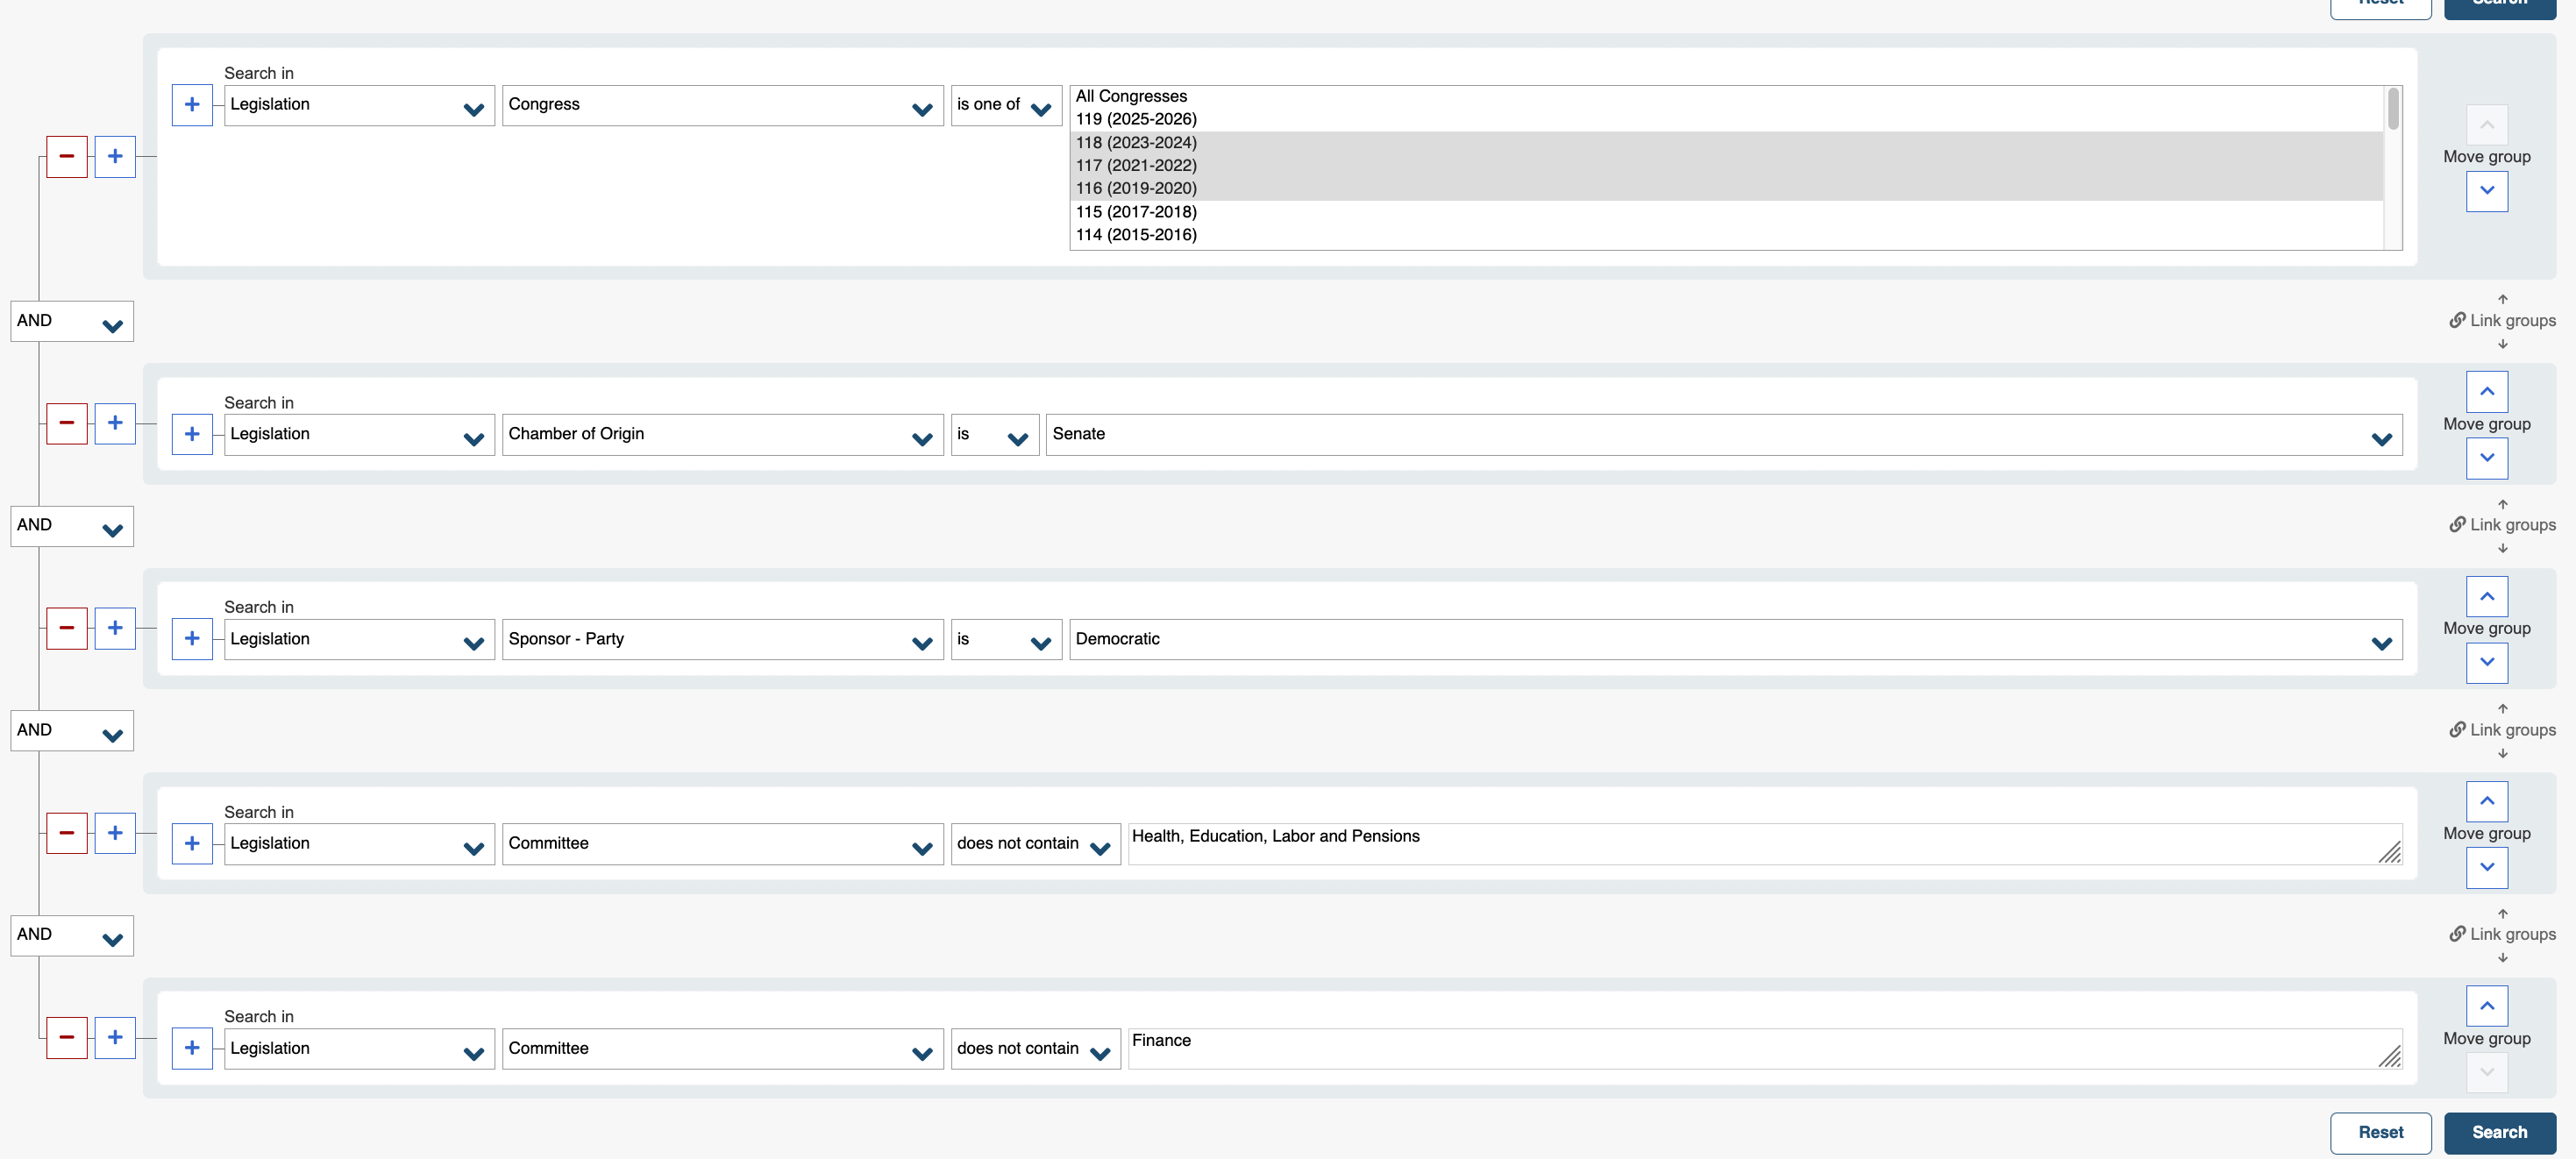 Reset Search
Search in
+ Legislation Congress is one of All Congresses
119 (2025-2026)
118 (2023-2024)
117 (2021-2022)
116 (2019-2020)
115 (2017-2018)
114 (2015-2016)
Move group
AND
Link groups
Search in
Legislation Chamber of Origin is Senate
Move group
AND
Link groups
Search in
Legislation Sponsor - Party is Democratic
Move group
AND
Link groups
Search in
Legislation Committee does not contain Health, Education, Labor and Pensions
Move group
AND
Link groups
Search in
Legislation Committee does not contain Finance
Move group
Reset Search